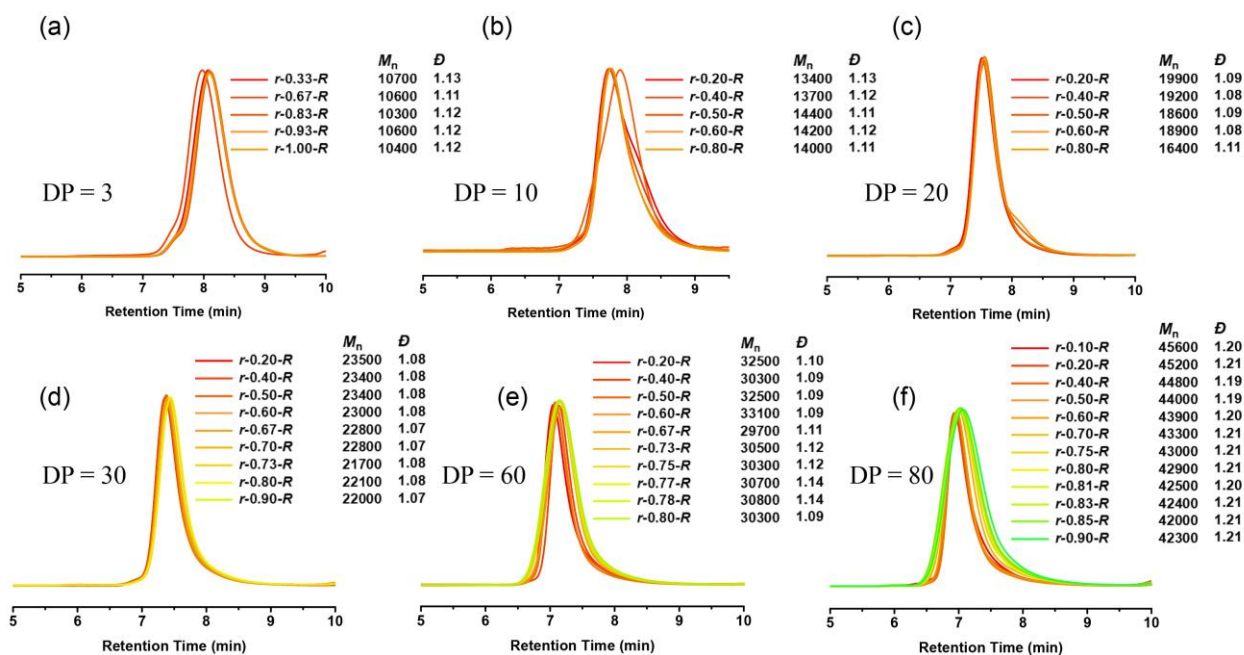 (a)
Mn Đ
r-0.33-R 10700 1.13
r-0.67-R 10600 1.11
r-0.83-R 10300 1.12
r-0.93-R 10600 1.12
r-1.00-R 10400 1.12
DP = 3
5 6 7 8 9 10
Retention Time (min)
(b)
Mn Đ
r-0.20-R 13400 1.13
r-0.40-R 13700 1.12
r-0.50-R 14400 1.11
r-0.60-R 14200 1.12
r-0.80-R 14000 1.11
DP = 10
5 6 7 8 9
Retention Time (min)
(c)
Mn Đ
r-0.20-R 19900 1.09
r-0.40-R 19200 1.08
r-0.50-R 18600 1.09
r-0.60-R 18900 1.08
r-0.80-R 16400 1.11
DP = 20
5 6 7 8 9 10
Retention Time (min)
(d)
Mn Đ
r-0.20-R 23500 1.08
r-0.40-R 23400 1.08
r-0.50-R 23400 1.08
r-0.60-R 23000 1.08
r-0.67-R 22800 1.07
r-0.70-R 22800 1.07
r-0.73-R 21700 1.08
r-0.80-R 22100 1.08
r-0.90-R 22000 1.07
DP = 30
5 6 7 8 9 10
Retention Time (min)
(e)
Mn Đ
r-0.20-R 32500 1.10
r-0.40-R 30300 1.09
r-0.50-R 32500 1.09
r-0.60-R 33100 1.09
r-0.67-R 29700 1.11
r-0.73-R 30500 1.12
r-0.75-R 30300 1.12
r-0.77-R 30700 1.14
r-0.78-R 30800 1.14
r-0.80-R 30300 1.09
DP = 60
5 6 7 8 9 10
Retention Time (min)
(f)
Mn Đ
r-0.10-R 45600 1.20
r-0.20-R 45200 1.21
r-0.40-R 44800 1.19
r-0.50-R 44000 1.19
r-0.60-R 43900 1.20
r-0.70-R 43300 1.21
r-0.75-R 43000 1.21
r-0.80-R 42900 1.21
r-0.81-R 42500 1.20
r-0.83-R 42400 1.21
r-0.85-R 42000 1.21
r-0.90-R 42300 1.21
DP = 80
5 6 7 8 9 10
Retention Time (min)